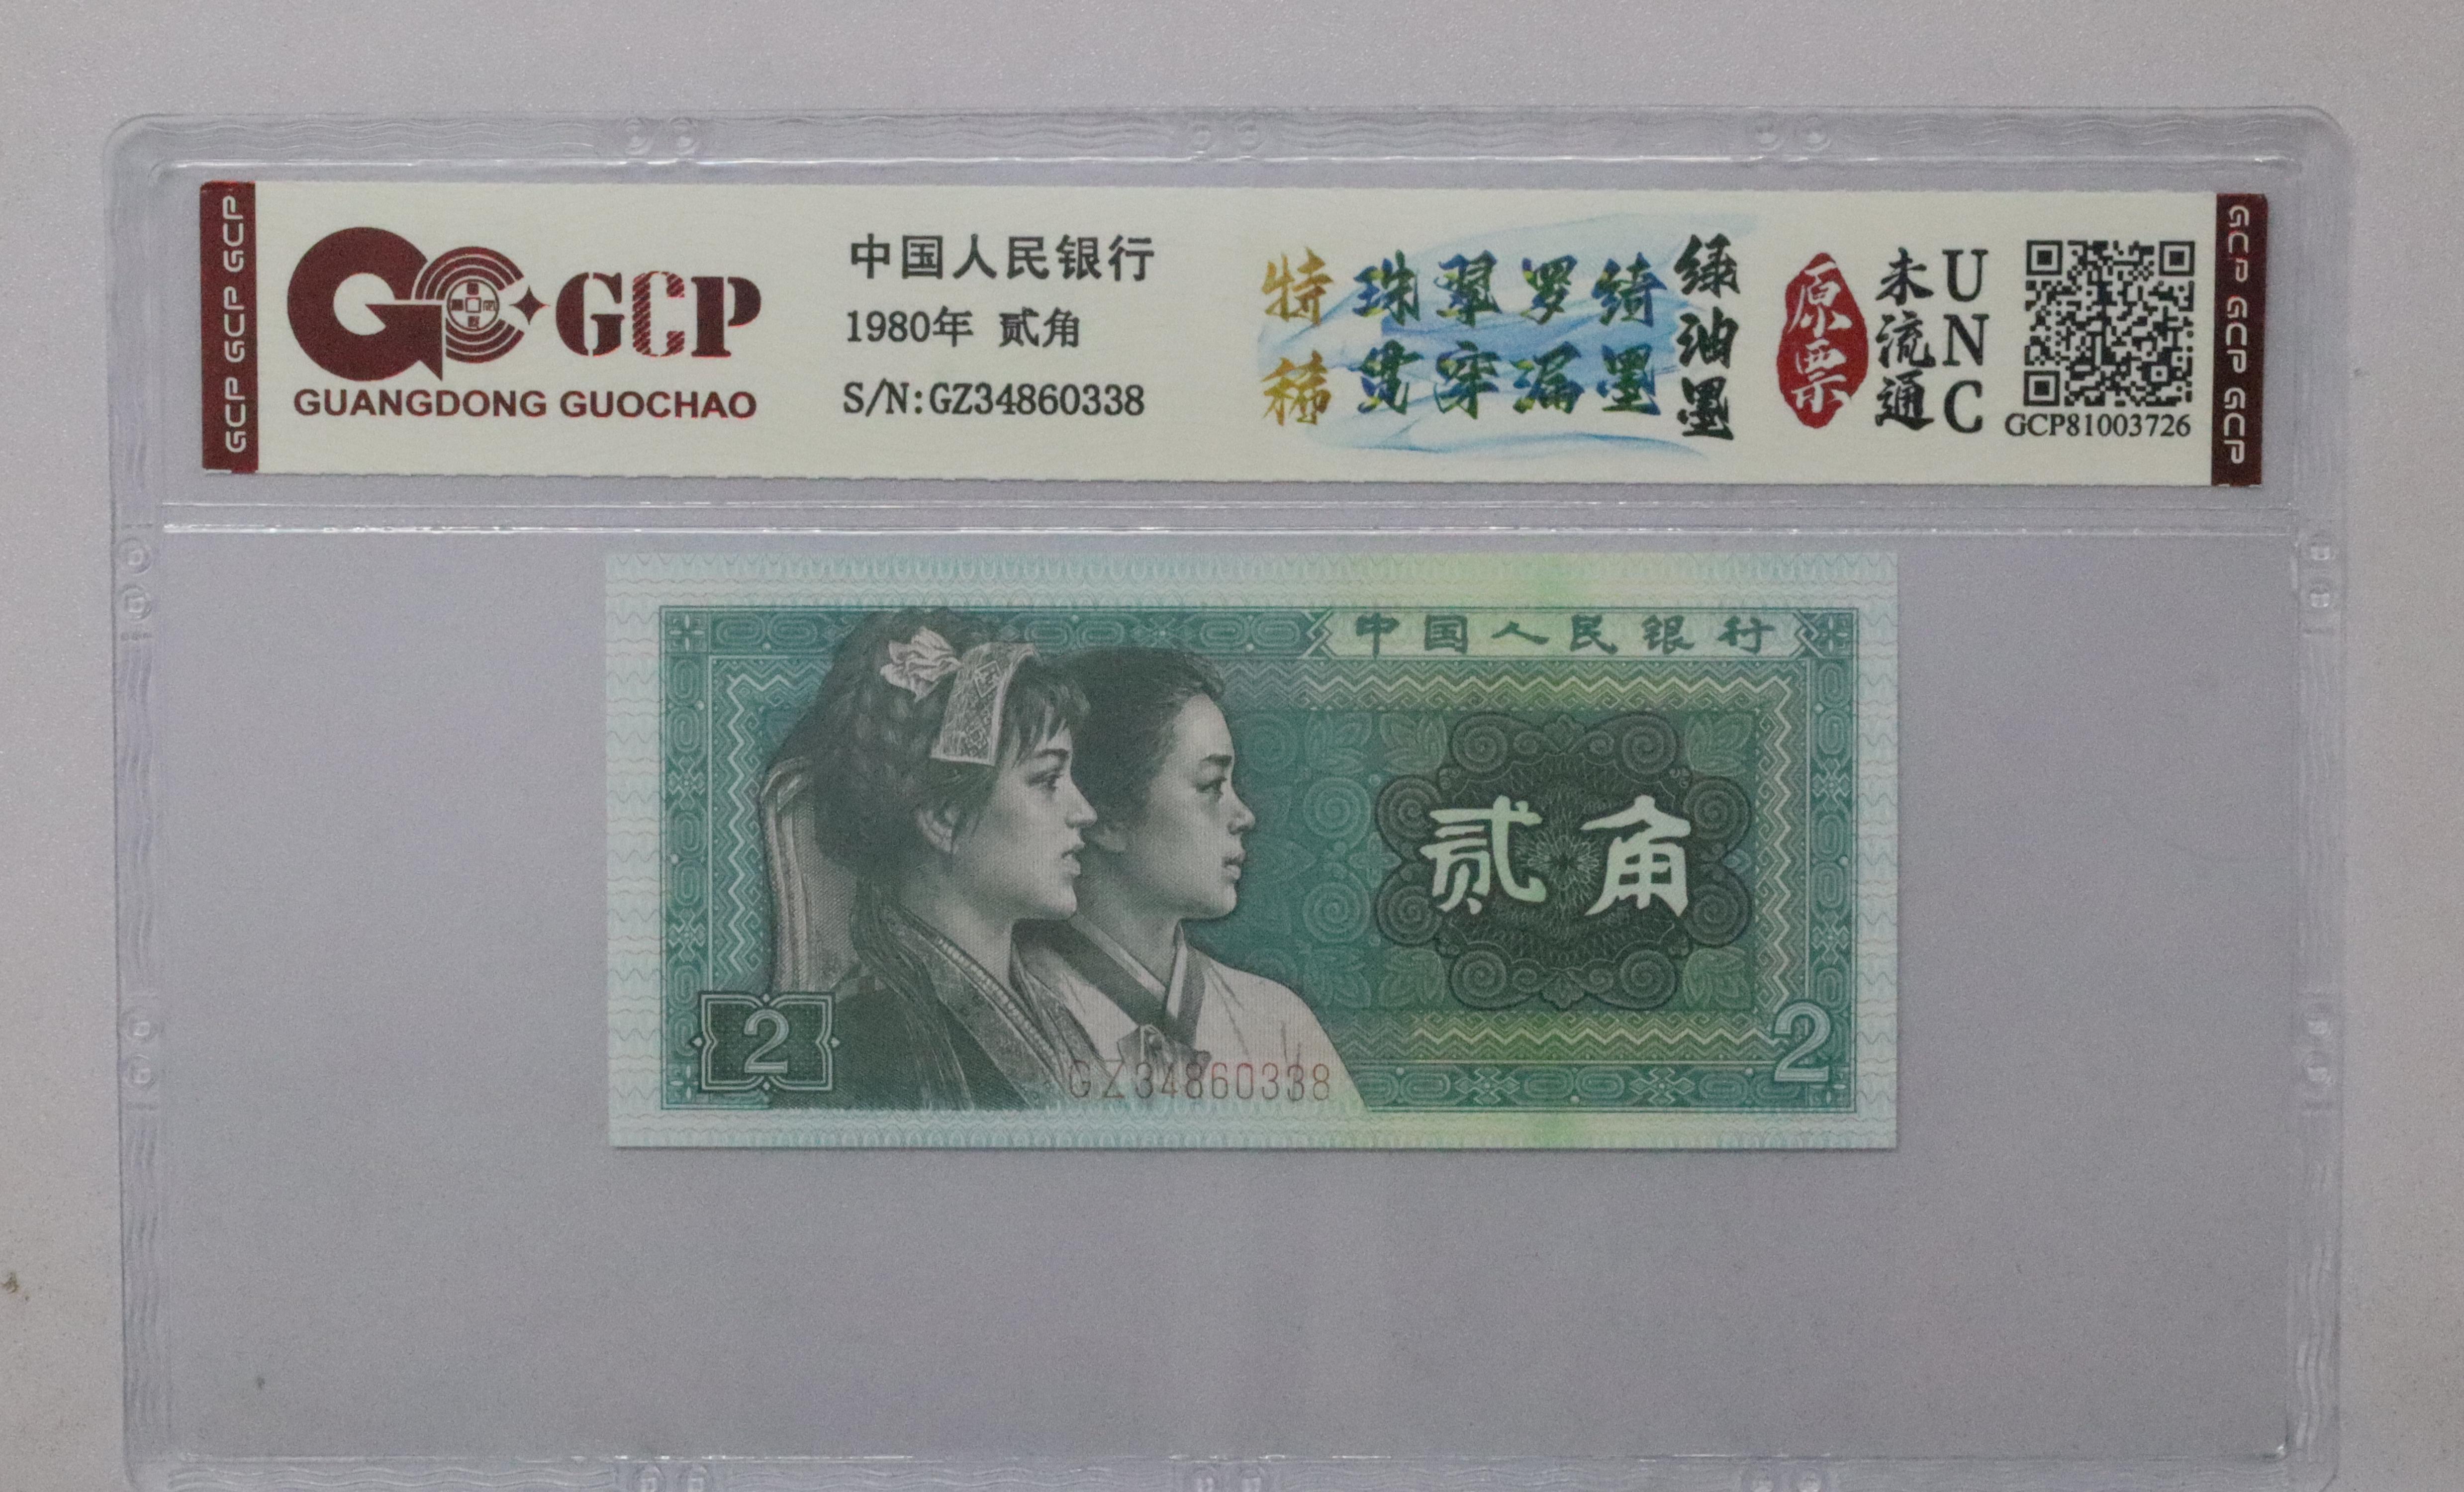 GCP GCP GCP
GCP
GUANGDONG GUOCHAO
中国人民银行
1980年 贰角
S/N:GZ34860338
特稀
珠翠罗绮
贯穿漏墨
绿油墨
原票
未流通
UNC
GCP81003726
GCP GCP GCP
中国人民银行
贰角
2
GZ34860338
2